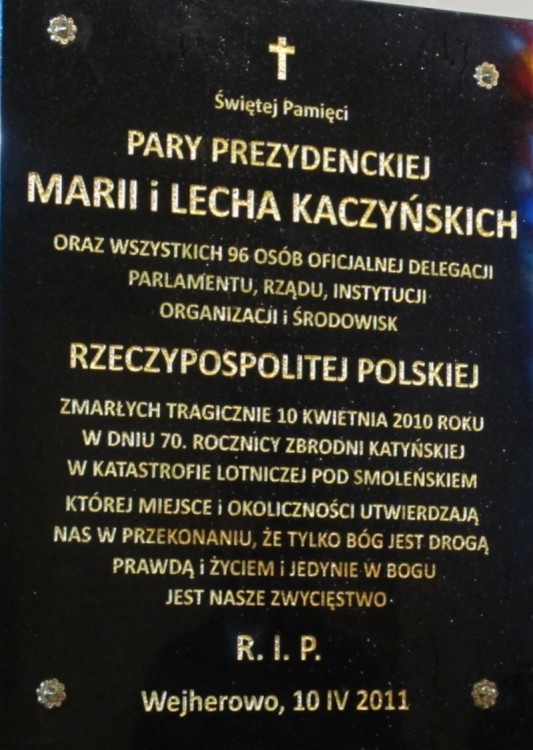 Świętej Pamięci
PARY PREZYDENCKIEJ
MARII i LECHA KACZYŃSKICH
ORAZ WSZYSTKICH 96 OSÓB OFICJALNEJ DELEGACJI
PARLAMENTU, RZĄDU, INSTYTUCJI
ORGANIZACJI i ŚRODOWISK
RZECZYPOSPOLITEJ POLSKIEJ
ZMARŁYCH TRAGICZNIE 10 KWIETNIA 2010 ROKU
W DNIU 70. ROCZNICY ZBRODNI KATYŃSKIEJ
W KATASTROFIE LOTNICZEJ POD SMOLEŃSKIEM
KTÓREJ MIEJSCE i OKOLICZNOŚCI UTWIERDZAJĄ
NAS W PRZEKONANIU, ŻE TYLKO BÓG JEST DROGĄ
PRAWDĄ i ŻYCIEM i JEDYNIE W BOGU
JEST NASZE ZWYCIĘSTWO
R. I. P.
Wejherowo, 10 IV 2011